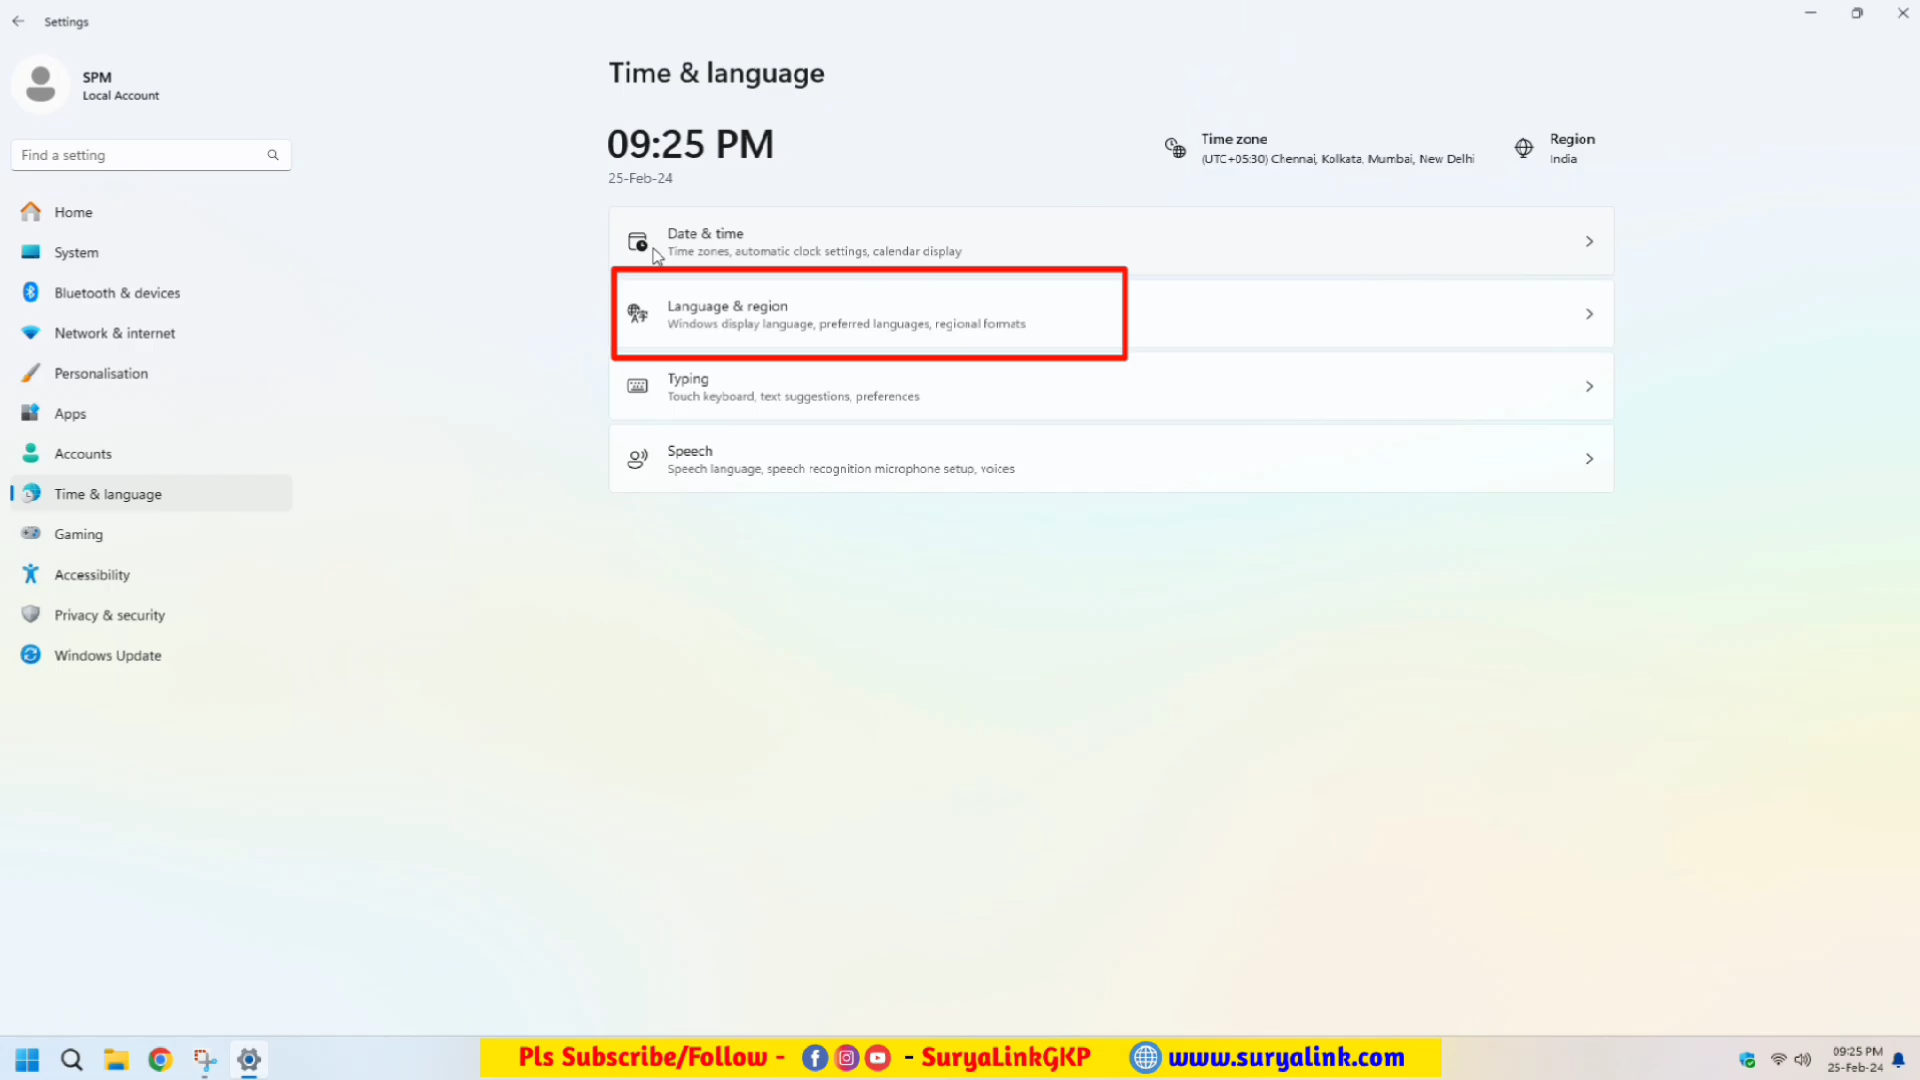 Settings
SPM
Local Account
Find a setting
Home
System
Bluetooth & devices
Network & internet
Personalisation
Apps
Accounts
Time & language
Gaming
Accessibility
Privacy & security
Windows Update
Time & language
09:25 PM
25-Feb-24
Time zone
(UTC+05:30) Chennai, Kolkata, Mumbai, New Delhi
Region
India
Date & time
Time zones, automatic clock settings, calendar display
Language & region
Windows display language, preferred languages, regional formats
Typing
Touch keyboard, text suggestions, preferences
Speech
Speech language, speech recognition microphone setup, voices
Pls Subscribe/Follow - - SuryaLinkGKP www.suryalink.com
09:25 PM
25-Feb-24